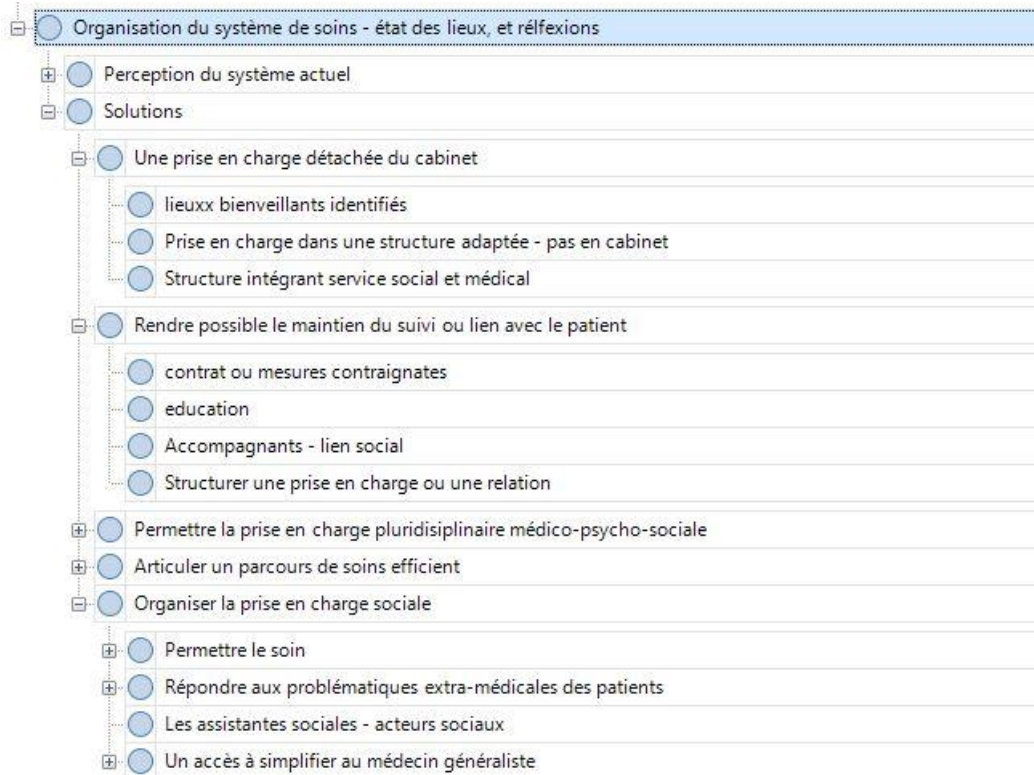 Organisation du système de soins - état des lieux, et rélfexions
Perception du système actuel
Solutions
Une prise en charge détachée du cabinet
lieuxx bienveillants identifiés
Prise en charge dans une structure adaptée - pas en cabinet
Structure intégrant service social et médical
Rendre possible le maintien du suivi ou lien avec le patient
contrat ou mesures contraignates
education
Accompagnants - lien social
Structurer une prise en charge ou une relation
Permettre la prise en charge pluridisiplinaire médico-psycho-sociale
Articuler un parcours de soins efficient
Organiser la prise en charge sociale
Permettre le soin
Répondre aux problématiques extra-médicales des patients
Les assistantes sociales - acteurs sociaux
Un accès à simplifier au médecin généraliste